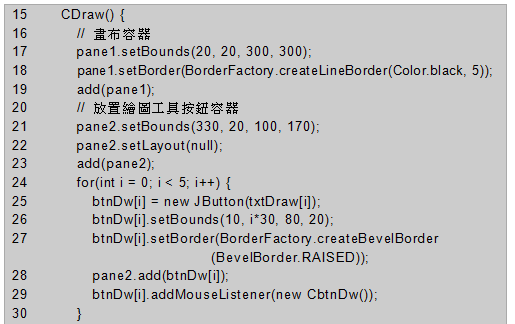 15 CDraw() {
16 // 畫布容器
17 pane1.setBounds(20, 20, 300, 300);
18 pane1.setBorder(BorderFactory.createLineBorder(Color.black, 5));
19 add(pane1);
20 // 放置繪圖工具按鈕容器
21 pane2.setBounds(330, 20, 100, 170);
22 pane2.setLayout(null);
23 add(pane2);
24 for(int i = 0; i < 5; i++) {
25 btnDw[i] = new JButton(txtDraw[i]);
26 btnDw[i].setBounds(10, i*30, 80, 20);
27 btnDw[i].setBorder(BorderFactory.createBevelBorder
(BevelBorder.RAISED));
28 pane2.add(btnDw[i]);
29 btnDw[i].addMouseListener(new CbtnDw());
30 }